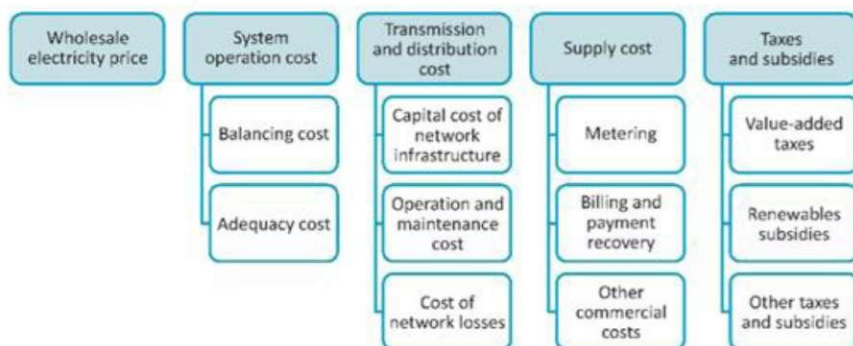 Wholesale
electricity price
System
operation cost
Balancing cost
Adequacy cost
Transmission
and distribution
cost
Capital cost of
network
infrastructure
Operation and
maintenance
cost
Cost of
network losses
Supply cost
Metering
Billing and
payment
recovery
Other
commercial
costs
Taxes
and subsidies
Value-added
taxes
Renewables
subsidies
Other taxes
and subsidies